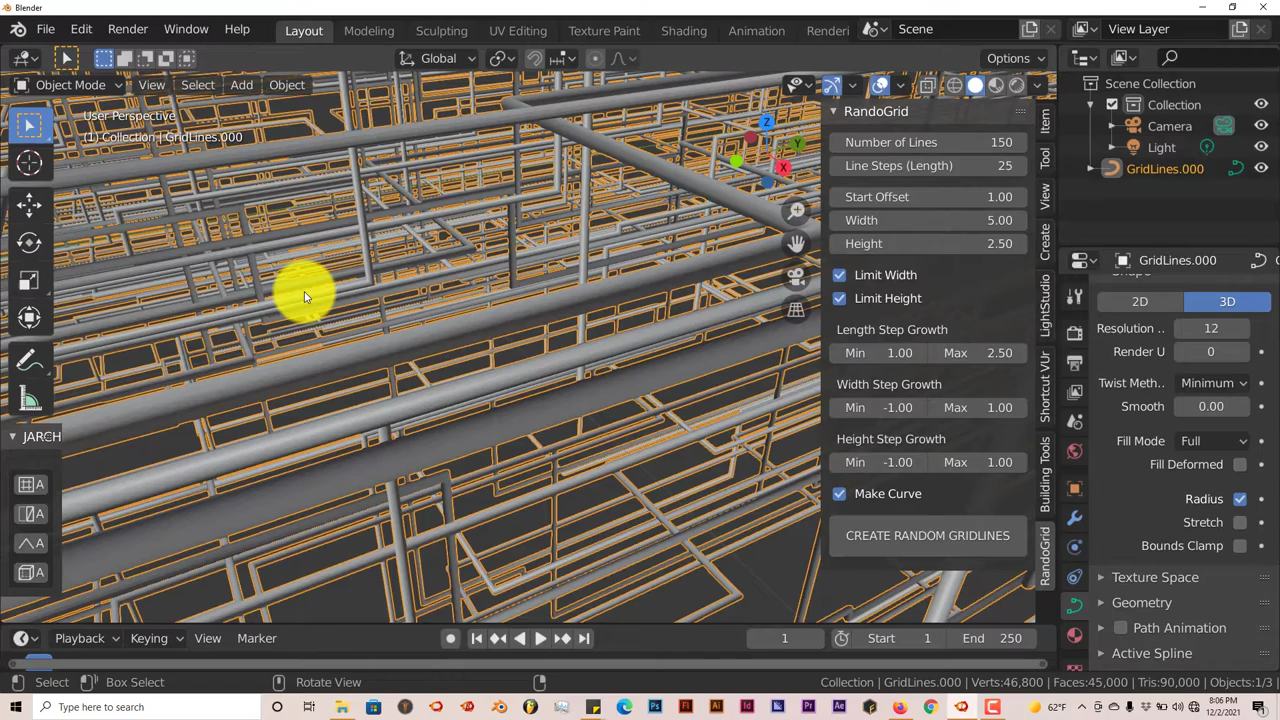 Blender
File Edit Render Window Help Layout Modeling Sculpting UV Editing Texture Paint Shading Animation Renderi Scene View Layer
Global Options
Object Mode View Select Add Object
User Perspective
(1) Collection | GridLines.000
Z
Y
X
JARCH
A
A
A
A
RandoGrid
Number of Lines 150
Line Steps (Length) 25
Start Offset 1.00
Width 5.00
Height 2.50
Limit Width
Limit Height
Length Step Growth
Min 1.00 Max 2.50
Width Step Growth
Min -1.00 Max 1.00
Height Step Growth
Min -1.00 Max 1.00
Make Curve
CREATE RANDOM GRIDLINES
Item
Tool
View
Create
LightStudio
Shortcut VUr
Building Tools
RandoGrid
Scene Collection
Collection
Camera
Light
GridLines.000
GridLines.000
Shape
2D 3D
Resolution .. 12
Render U 0
Twist Meth.. Minimum
Smooth 0.00
Fill Mode Full
Fill Deformed
Radius
Stretch
Bounds Clamp
Texture Space
Geometry
Path Animation
Active Spline
Playback Keying View Marker 1 Start 1 End 250
Select Box Select Rotate View Collection | GridLines.000 | Verts:46,800 | Faces:45,000 | Tris:90,000 | Objects:1/3
Type here to search
62°F
8:06 PM
12/2/2021